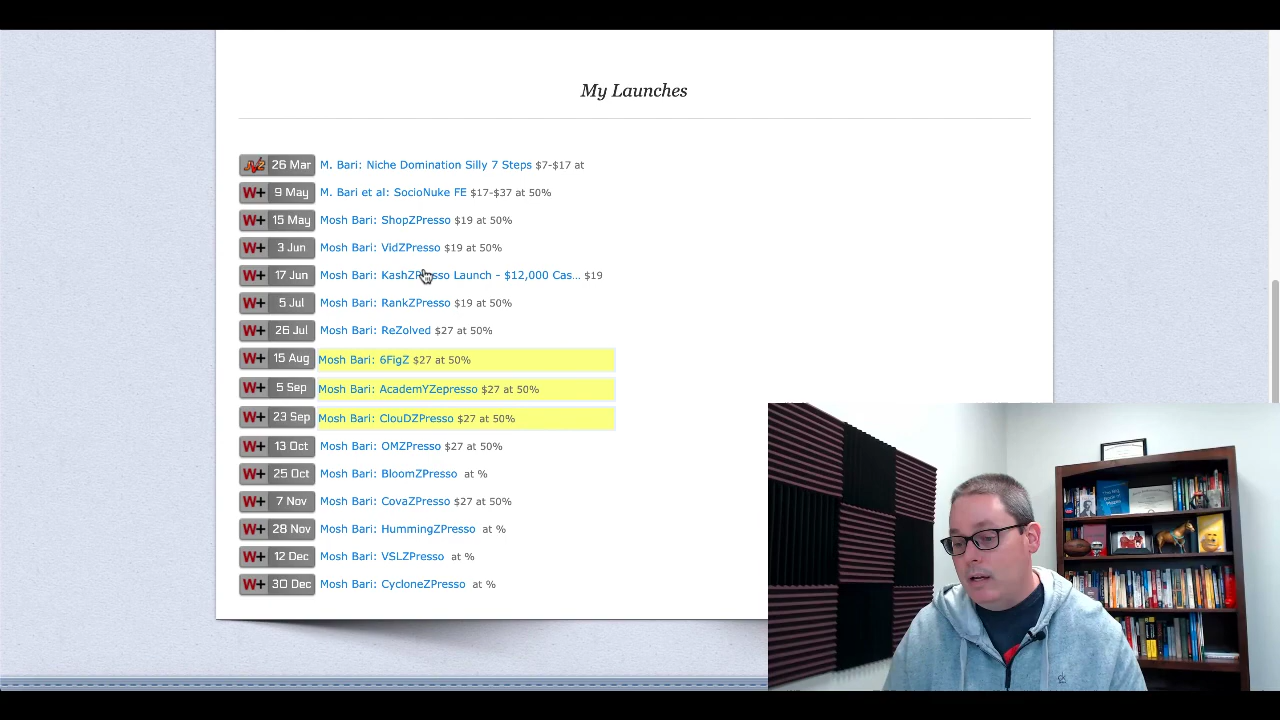 My Launches
JV2 26 Mar M. Bari: Niche Domination Silly 7 Steps $7-$17 at
W+ 9 May M. Bari et al: SocioNuke FE $17-$37 at 50%
W+ 15 May Mosh Bari: ShopZPresso $19 at 50%
W+ 3 Jun Mosh Bari: VidZPresso $19 at 50%
W+ 17 Jun Mosh Bari: KashZPresso Launch - $12,000 Cas... $19
W+ 5 Jul Mosh Bari: RankZPresso $19 at 50%
W+ 26 Jul Mosh Bari: ReZolved $27 at 50%
W+ 15 Aug Mosh Bari: 6FigZ $27 at 50%
W+ 5 Sep Mosh Bari: AcademYZepresso $27 at 50%
W+ 23 Sep Mosh Bari: ClouDZPresso $27 at 50%
W+ 13 Oct Mosh Bari: OMZPresso $27 at 50%
W+ 25 Oct Mosh Bari: BloomZPresso at %
W+ 7 Nov Mosh Bari: CovaZPresso $27 at 50%
W+ 28 Nov Mosh Bari: HummingZPresso at %
W+ 12 Dec Mosh Bari: VSLZPresso at %
W+ 30 Dec Mosh Bari: CycloneZPresso at %